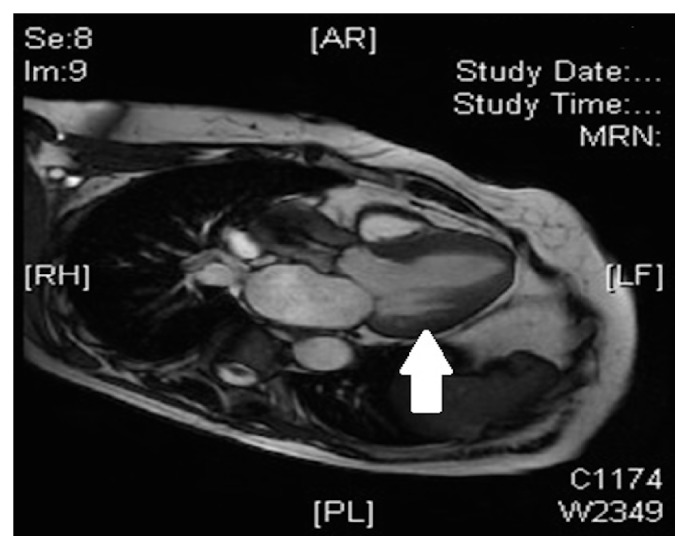 Se:8
[AR]
Im:9
Study Date:...
Study Time:...
MRN:
[RH]
[LF]
C1174
[PL]
W2349